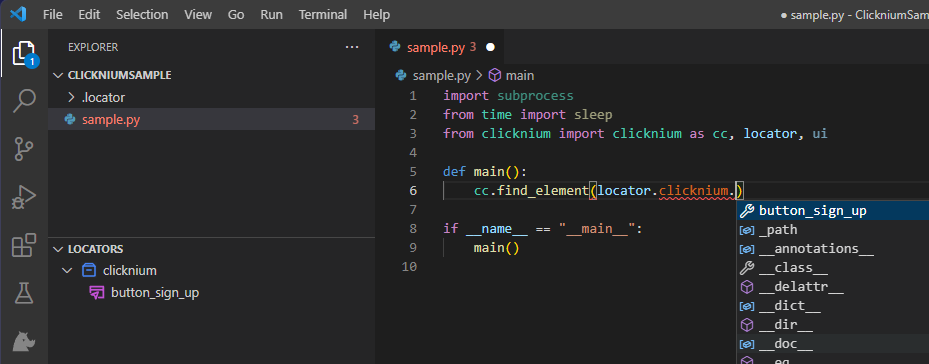 File Edit Selection View Go Run Terminal Help
sample.py - ClickniumSam
EXPLORER
CLICKNIUMSAMPLE
.locator
sample.py 3
LOCATORS
clicknium
button_sign_up
1
sample.py 3
sample.py > main
1 import subprocess
2 from time import sleep
3 from clicknium import clicknium as cc, locator, ui
4
5 def main():
6 cc.find_element(locator.clicknium.)
7
8 if __name__ == "__main__":
9 main()
10
button_sign_up
_path
__annotations__
__class__
__delattr__
__dict__
__dir__
__doc__
__eq__